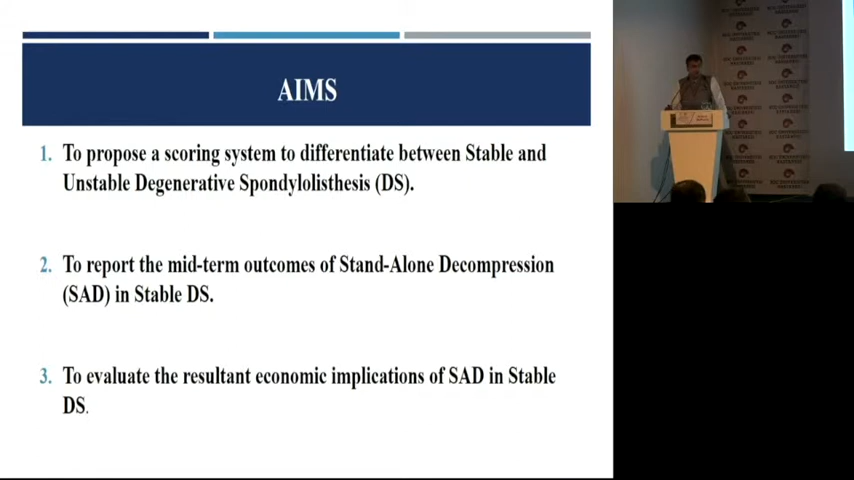 AIMS
1. To propose a scoring system to differentiate between Stable and
Unstable Degenerative Spondylolisthesis (DS).
2. To report the mid-term outcomes of Stand-Alone Decompression
(SAD) in Stable DS.
3. To evaluate the resultant economic implications of SAD in Stable
DS.